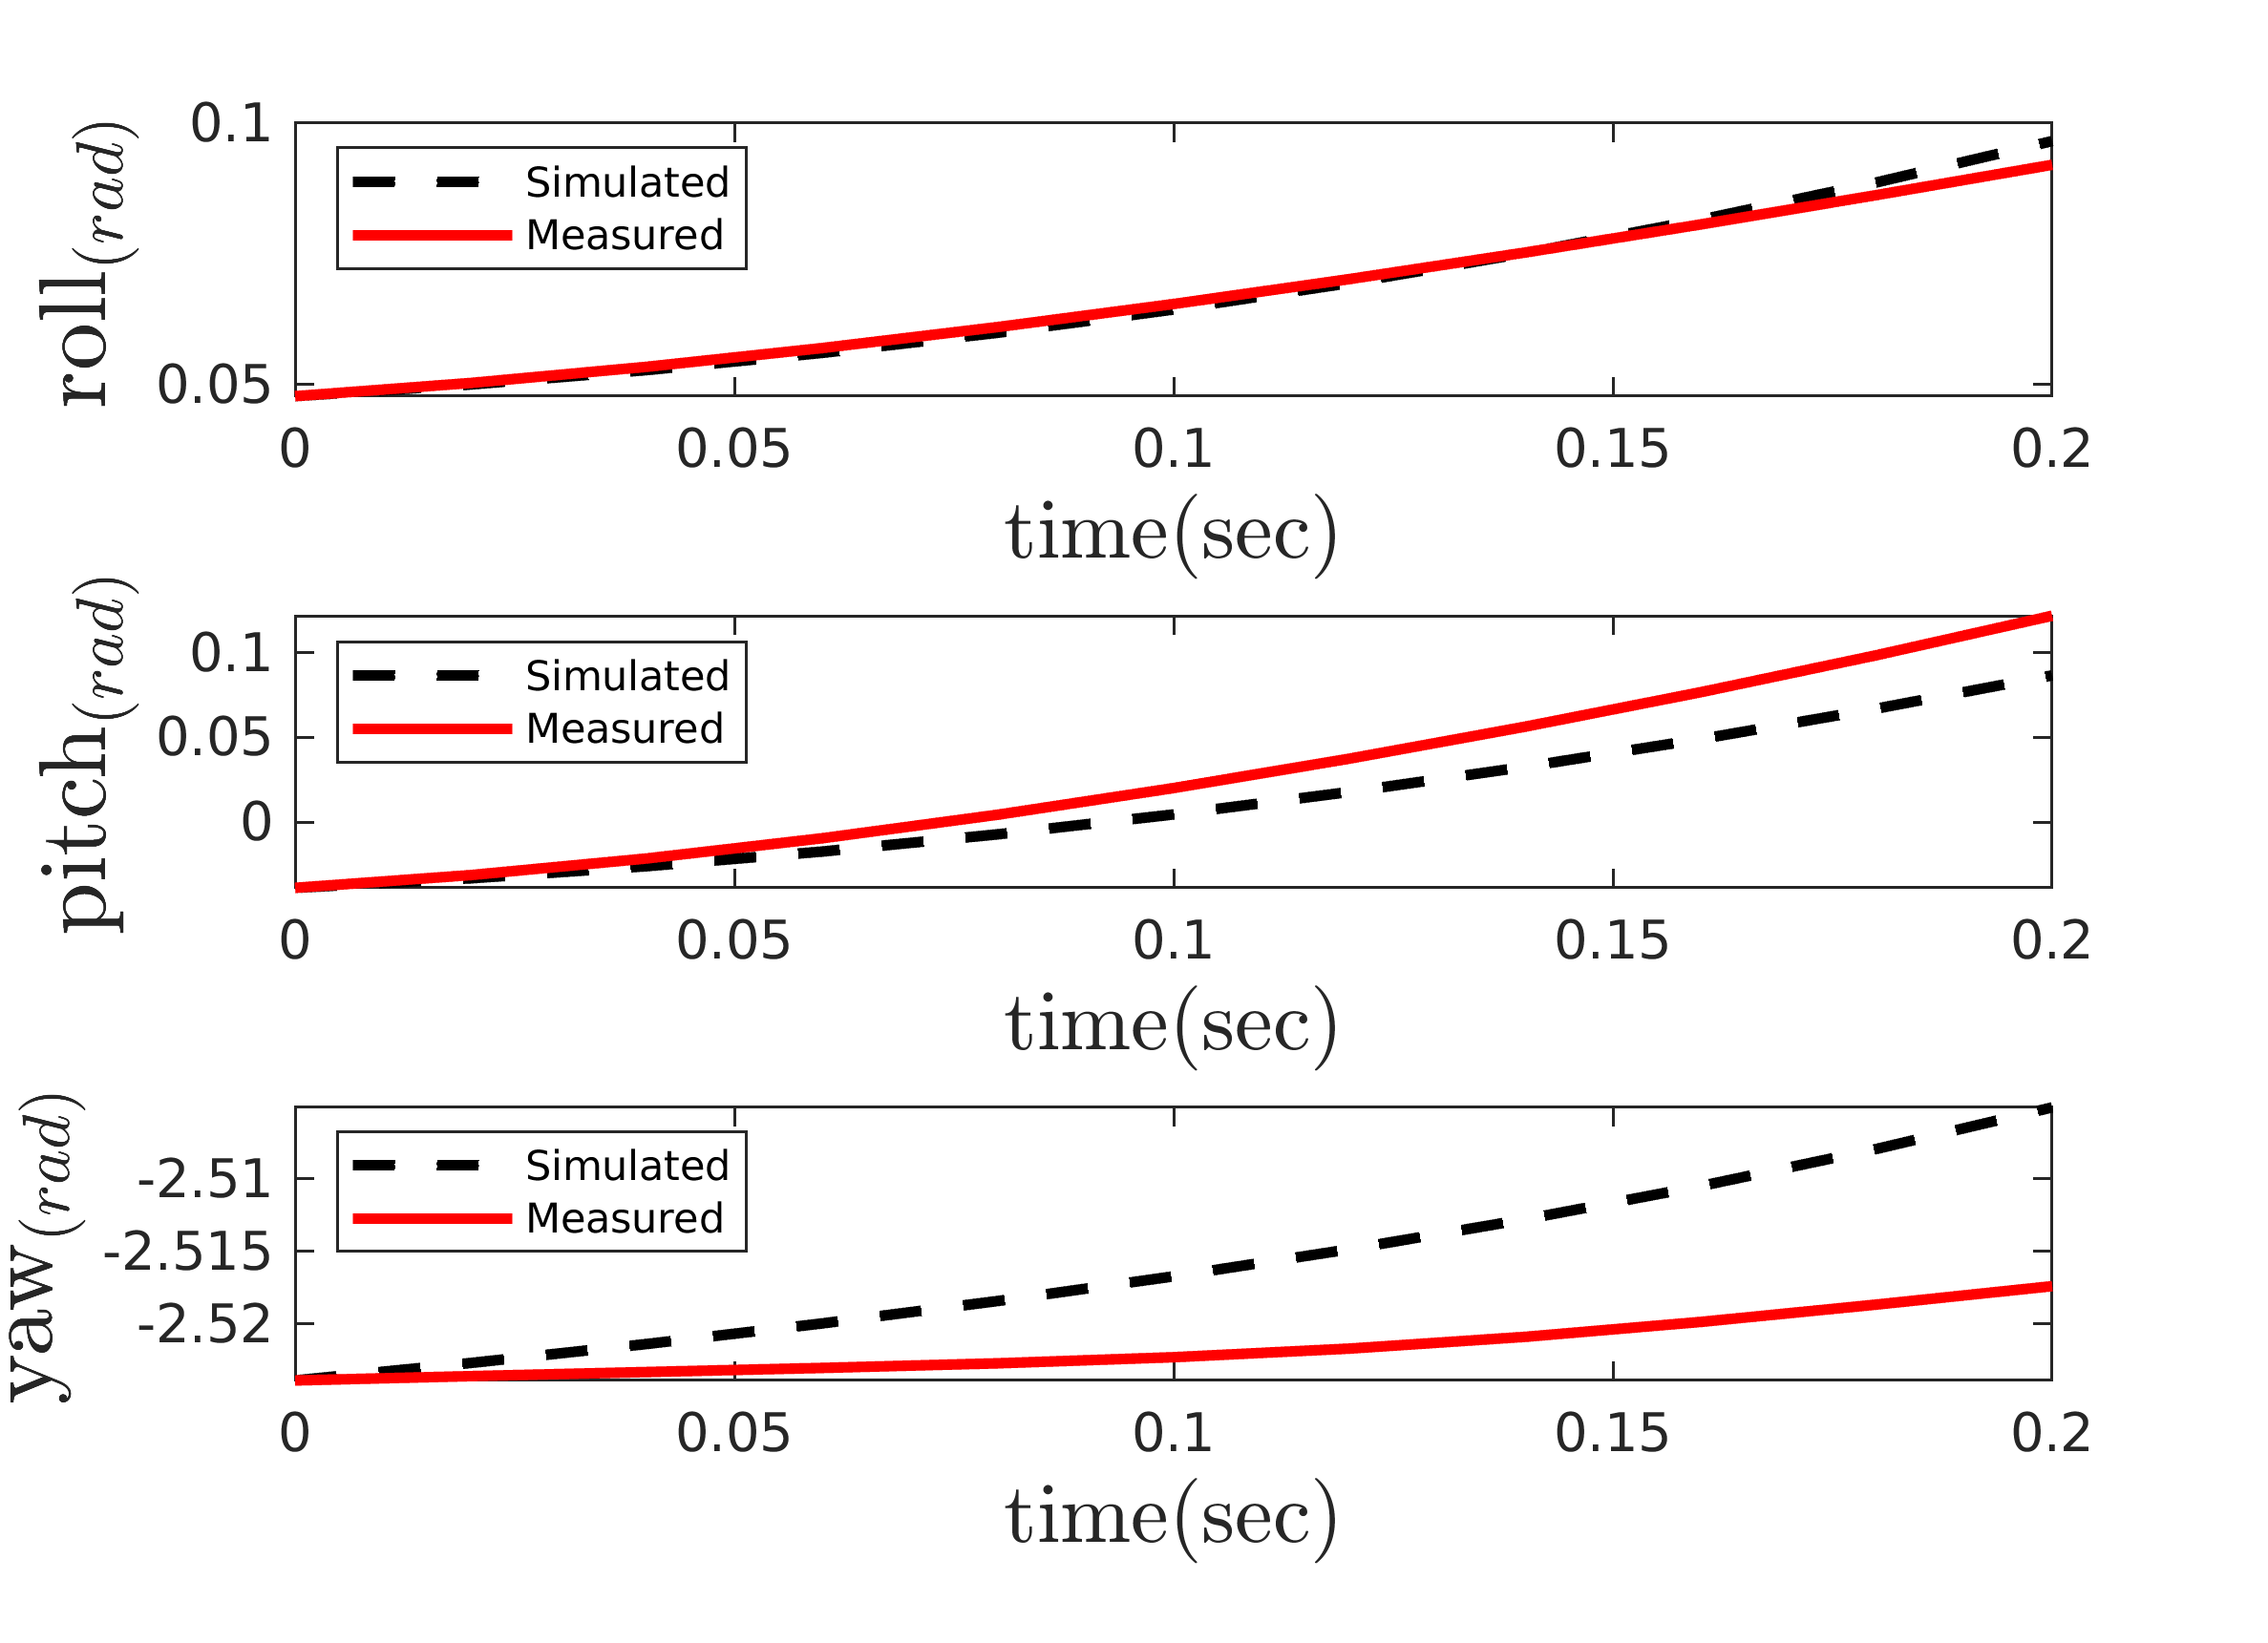 roll(rad)
0.1
0.05
Simulated
Measured
0 0.05 0.1 0.15 0.2
time(sec)
pitch(rad)
0.1
0.05
0
Simulated
Measured
0 0.05 0.1 0.15 0.2
time(sec)
yaw(rad)
-2.51
-2.515
-2.52
Simulated
Measured
0 0.05 0.1 0.15 0.2
time(sec)